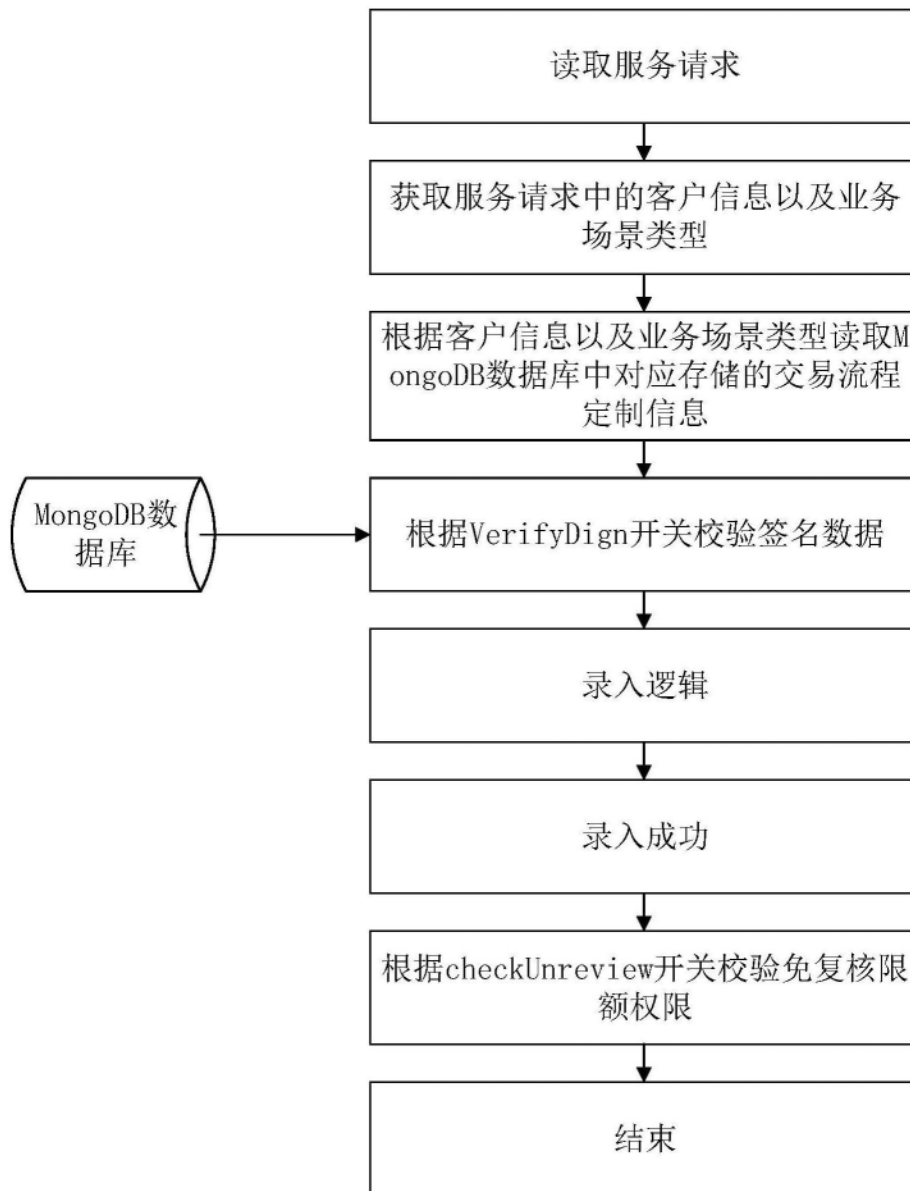 读取服务请求
获取服务请求中的客户信息以及业务
场景类型
根据客户信息以及业务场景类型读取M
ongoDB数据库中对应存储的交易流程
定制信息
MongoDB数
据库
根据VerifyDign开关校验签名数据
录入逻辑
录入成功
根据checkUnreview开关校验免复核限
额权限
结束